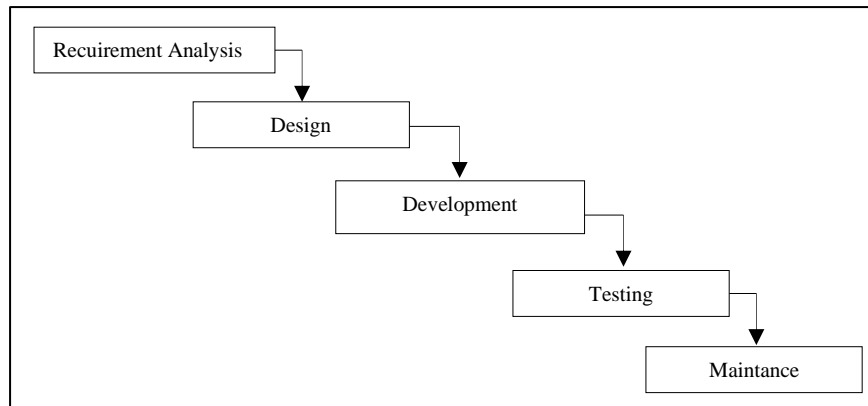 Recuirement Analysis
Design
Development
Testing
Maintance